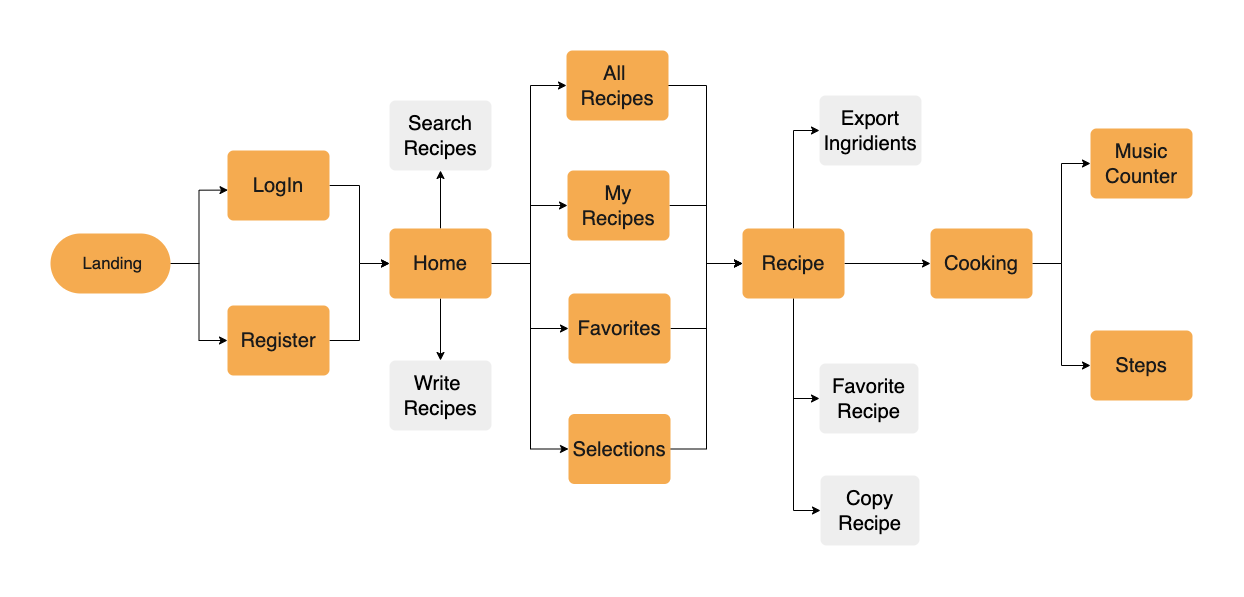 Landing
LogIn
Register
Search
Recipes
Home
Write
Recipes
All
Recipes
My
Recipes
Favorites
Selections
Recipe
Export
Ingridients
Favorite
Recipe
Copy
Recipe
Cooking
Music
Counter
Steps